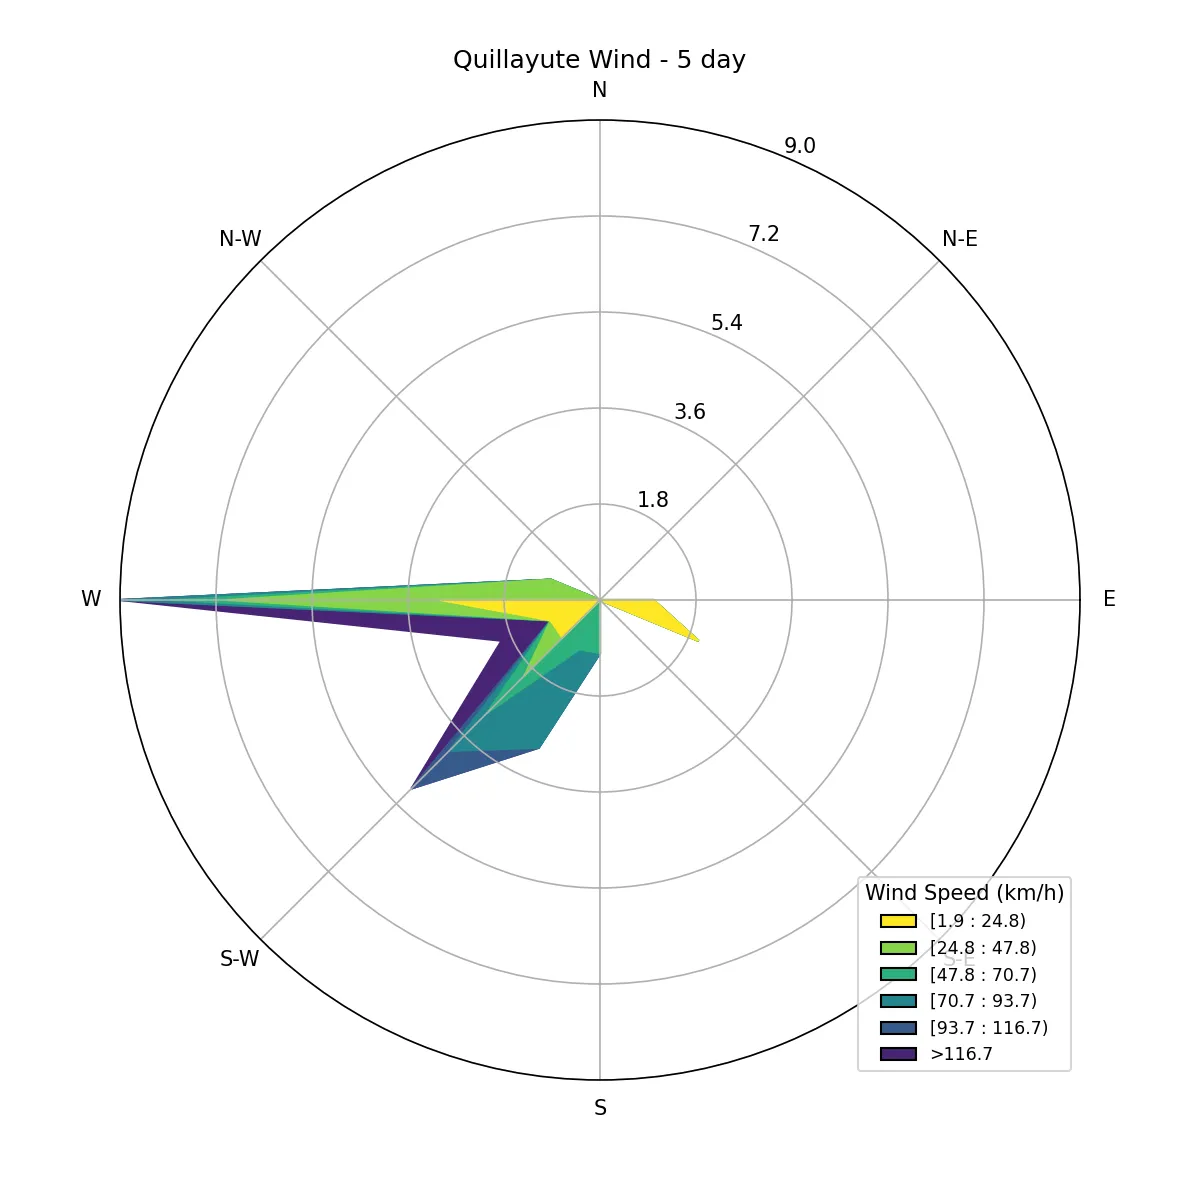 Quillayute Wind - 5 day
N
9.0
7.2
N-W
N-E
5.4
3.6
1.8
W
E
Wind Speed (km/h)
[1.9 : 24.8)
[24.8 : 47.8)
S-W
S-E
[47.8 : 70.7)
[70.7 : 93.7)
[93.7 : 116.7)
>116.7
S